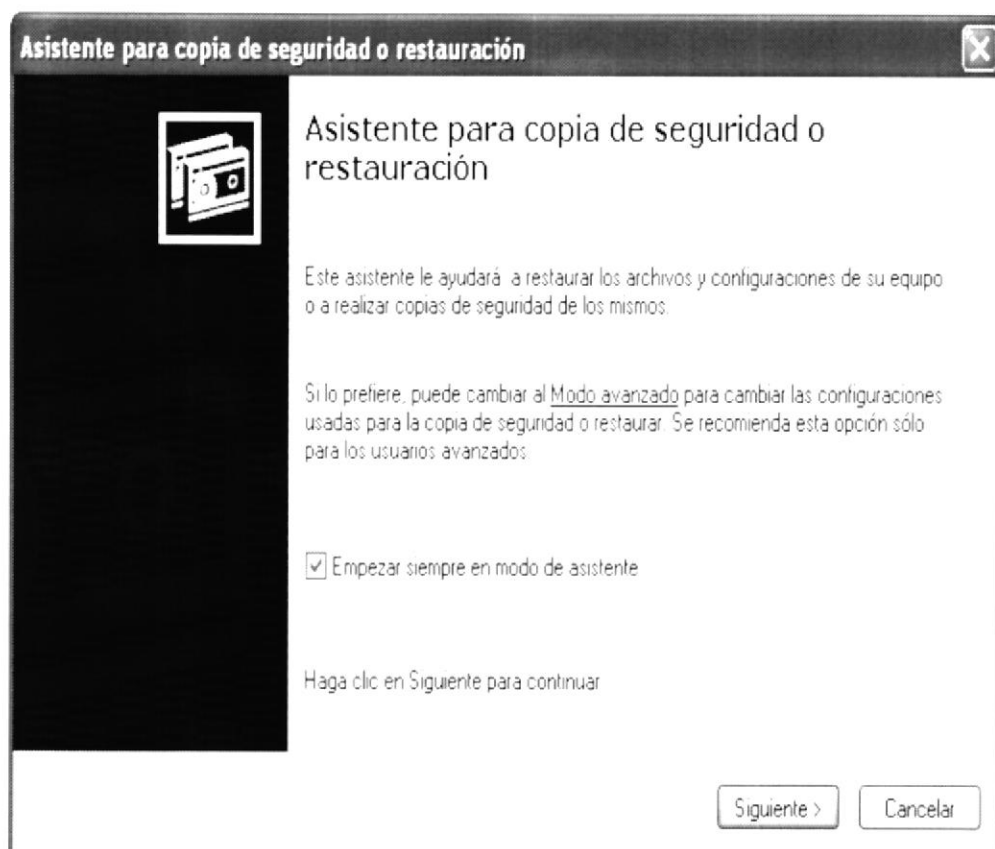 Asistente para copia de seguridad o restauración
Asistente para copia de seguridad o
restauración
Este asistente le ayudará a restaurar los archivos y configuraciones de su equipo
o a realizar copias de seguridad de los mismos.
Si lo prefiere, puede cambiar al Modo avanzado para cambiar las configuraciones
usadas para la copia de seguridad o restaurar. Se recomienda esta opción sólo
para los usuarios avanzados.
Empezar siempre en modo de asistente
Haga clic en Siguiente para continuar
Siguiente > Cancelar